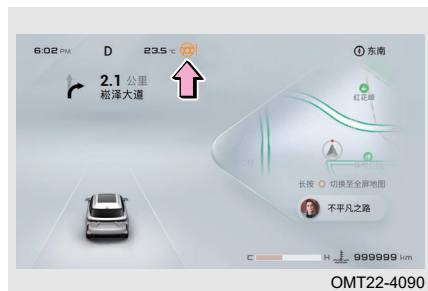 6:02 PM D 23.5 ℃ 东南
2.1 公里
崧泽大道
红花畈
长按 切换至全屏地图
不平凡之路
C H 999999 km
OMT22-4090